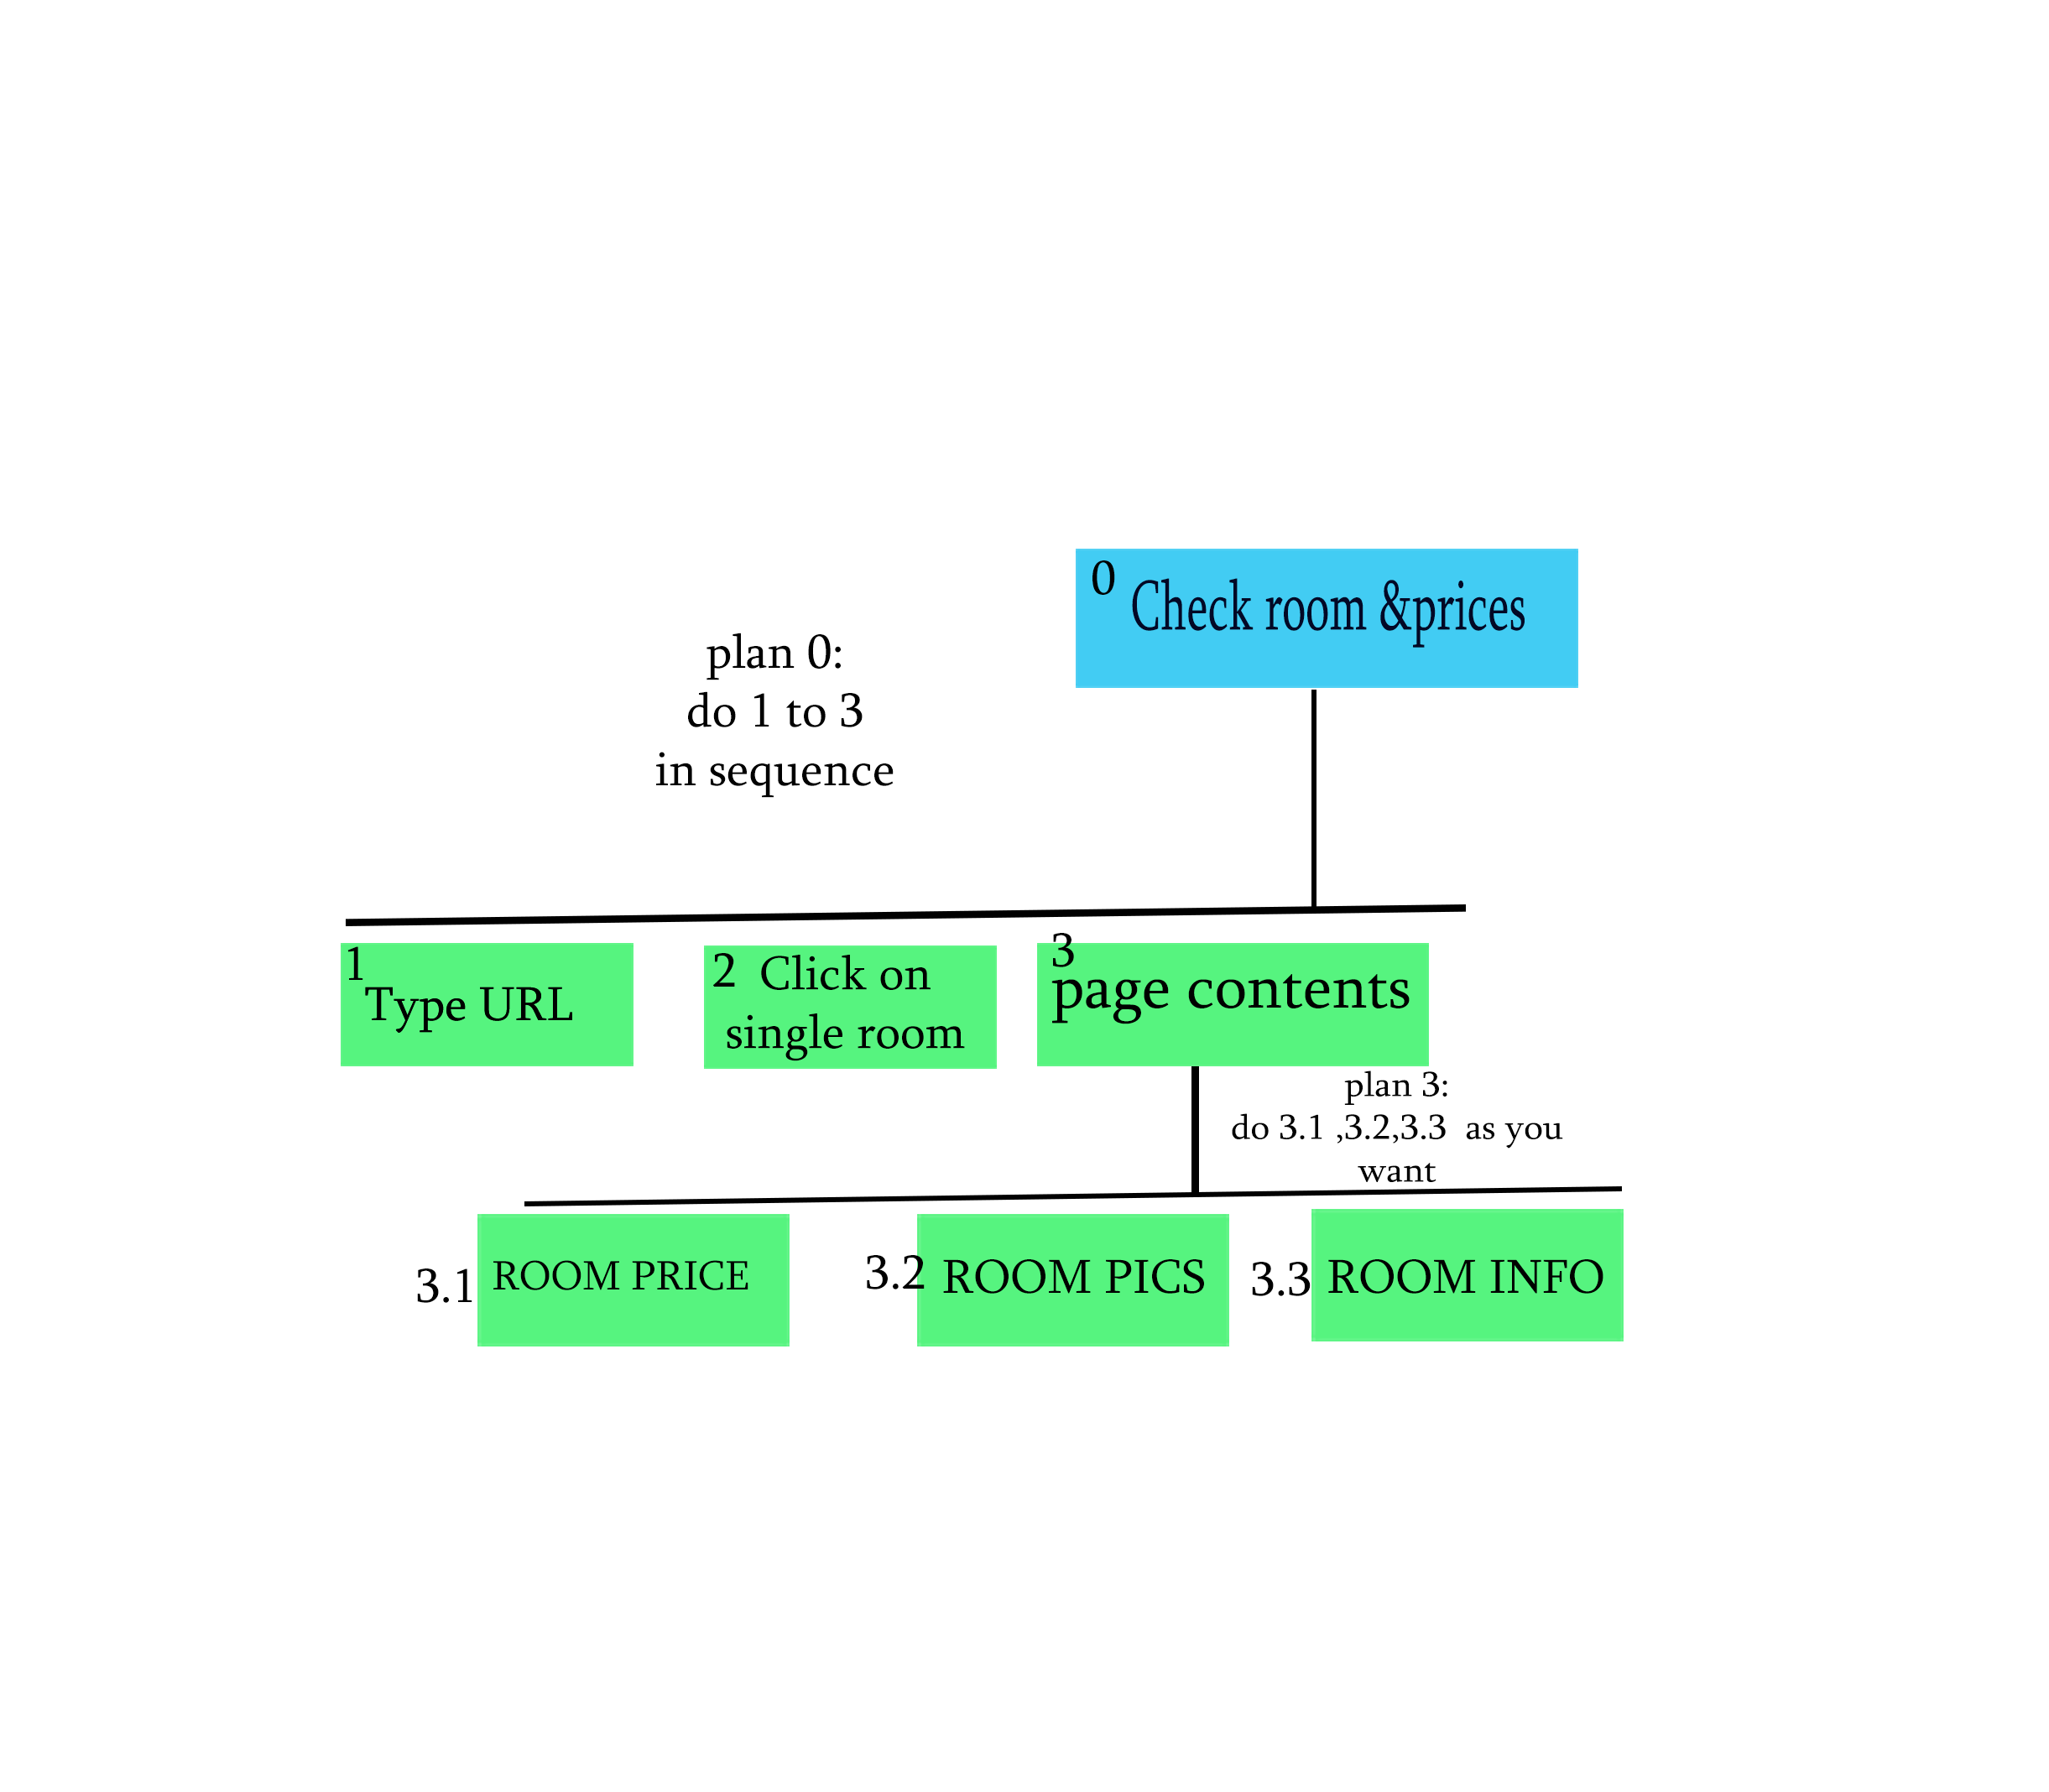 0 Check room &prices
plan 0:
do 1 to 3
in sequence
1
Type URL
2 Click on
single room
3
page contents
plan 3:
do 3.1 ,3.2,3.3 as you
want
3.1 ROOM PRICE
3.2 ROOM PICS
3.3 ROOM INFO